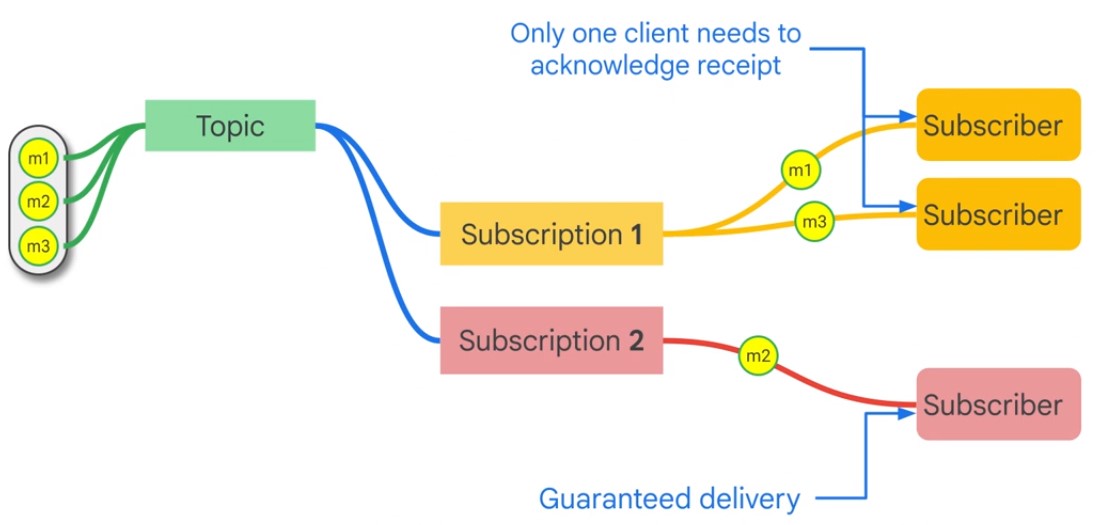 Only one client needs to
acknowledge receipt
Topic
m1
m2
m3
Subscription 1
m1
m3
Subscriber
Subscriber
Subscription 2
m2
Subscriber
Guaranteed delivery